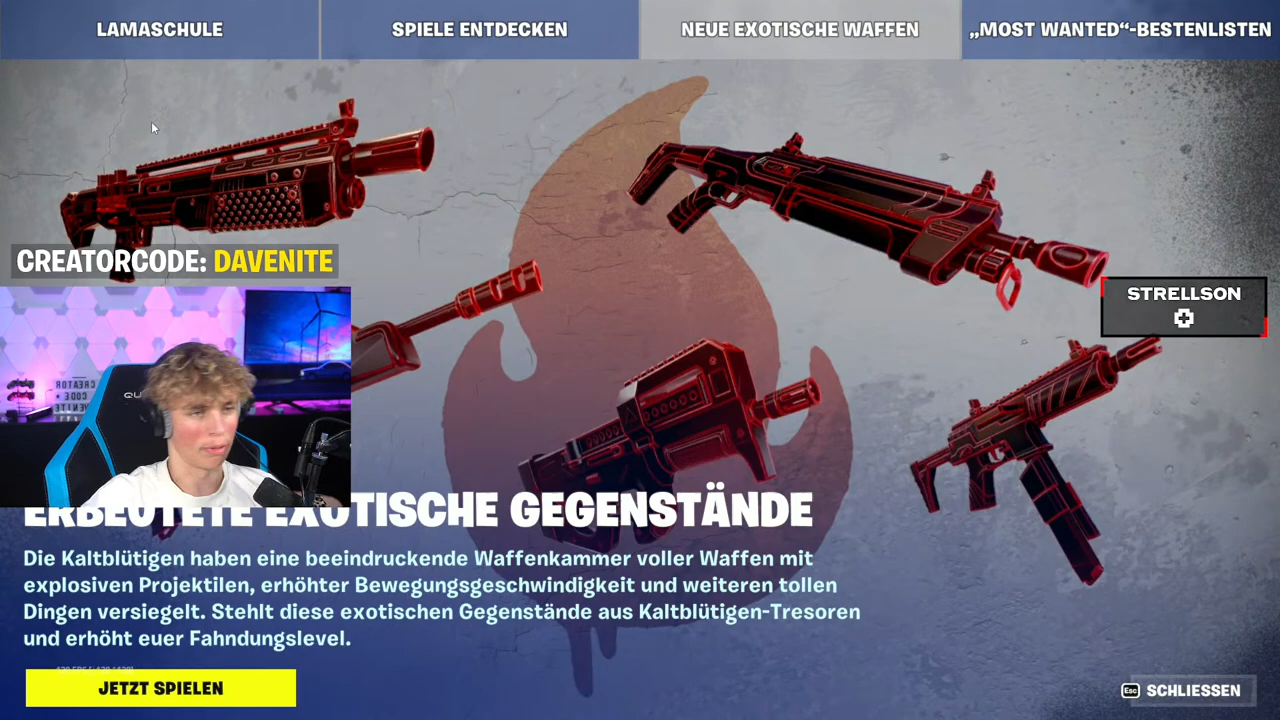 LAMASCHULE
SPIELE ENTDECKEN
NEUE EXOTISCHE WAFFEN
„MOST WANTED“-BESTENLISTEN
CREATORCODE: DAVENITE
STRELLSON
ERBEUTETE EXOTISCHE GEGENSTÄNDE
Die Kaltblütigen haben eine beeindruckende Waffenkammer voller Waffen mit
explosiven Projektilen, erhöhter Bewegungsgeschwindigkeit und weiteren tollen
Dingen versiegelt. Stehlt diese exotischen Gegenstände aus Kaltblütigen-Tresoren
und erhöht euer Fahndungslevel.
JETZT SPIELEN
Esc SCHLIESSEN